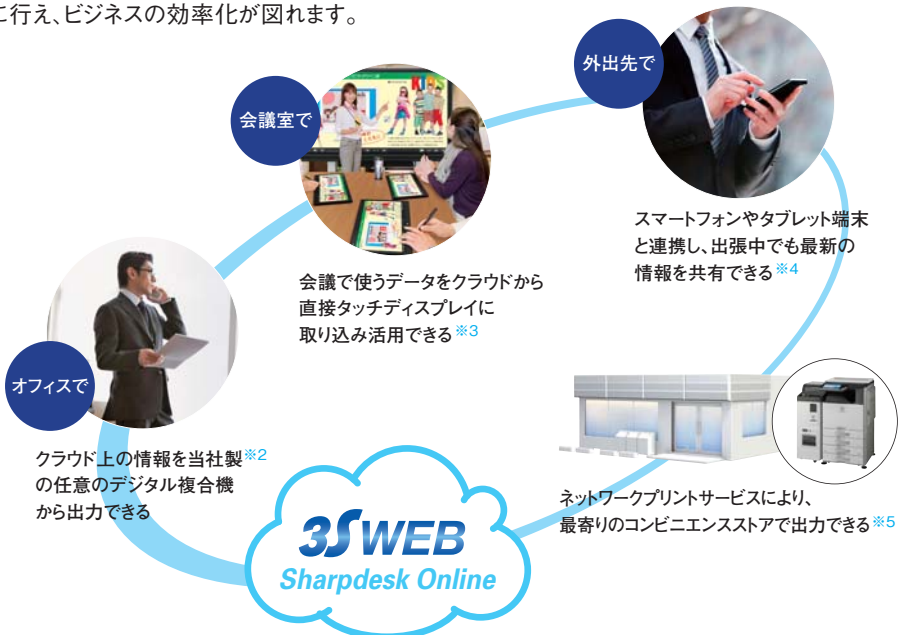 に行え、ビジネスの効率化が図れます。
外出先で
会議室で
スマートフォンやタブレット端末
と連携し、出張中でも最新の
情報を共有できる※4
会議で使うデータをクラウドから
直接タッチディスプレイに
取り込み活用できる※3
オフィスで
クラウド上の情報を当社製※2
の任意のデジタル複合機
から出力できる
ネットワークプリントサービスにより、
最寄りのコンビニエンスストアで出力できる※5
3S WEB
Sharpdesk Online
KIDS